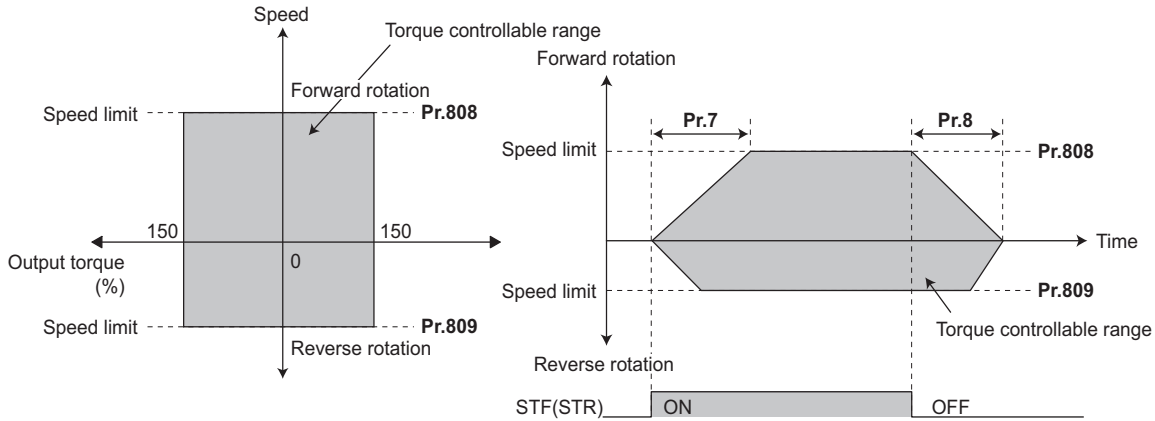 Speed
Torque controllable range
Forward rotation
Speed limit
Pr.808
150
150
Output torque
(%)
0
Speed limit
Pr.809
Reverse rotation
Forward rotation
Pr.7
Pr.8
Speed limit
Pr.808
Time
Speed limit
Pr.809
Torque controllable range
Reverse rotation
STF(STR)
ON
OFF